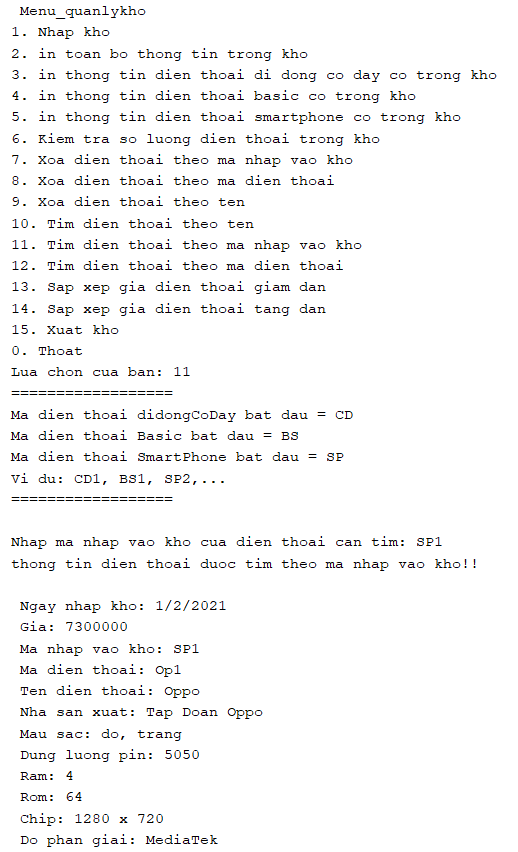 Menu_quanlykho
1. Nhap kho
2. in toan bo thong tin trong kho
3. in thong tin dien thoai di dong co day co trong kho
4. in thong tin dien thoai basic co trong kho
5. in thong tin dien thoai smartphone co trong kho
6. Kiem tra so luong dien thoai trong kho
7. Xoa dien thoai theo ma nhap vao kho
8. Xoa dien thoai theo ma dien thoai
9. Xoa dien thoai theo ten
10. Tim dien thoai theo ten
11. Tim dien thoai theo ma nhap vao kho
12. Tim dien thoai theo ma dien thoai
13. Sap xep gia dien thoai giam dan
14. Sap xep gia dien thoai tang dan
15. Xuat kho
0. Thoat
Lua chon cua ban: 11
==================
Ma dien thoai didongCoDay bat dau = CD
Ma dien thoai Basic bat dau = BS
Ma dien thoai SmartPhone bat dau = SP
Vi du: CD1, BS1, SP2,...
==================
Nhap ma nhap vao kho cua dien thoai can tim: SP1
thong tin dien thoai duoc tim theo ma nhap vao kho!!
Ngay nhap kho: 1/2/2021
Gia: 7300000
Ma nhap vao kho: SP1
Ma dien thoai: Op1
Ten dien thoai: Oppo
Nha san xuat: Tap Doan Oppo
Mau sac: do, trang
Dung luong pin: 5050
Ram: 4
Rom: 64
Chip: 1280 x 720
Do phan giai: MediaTek